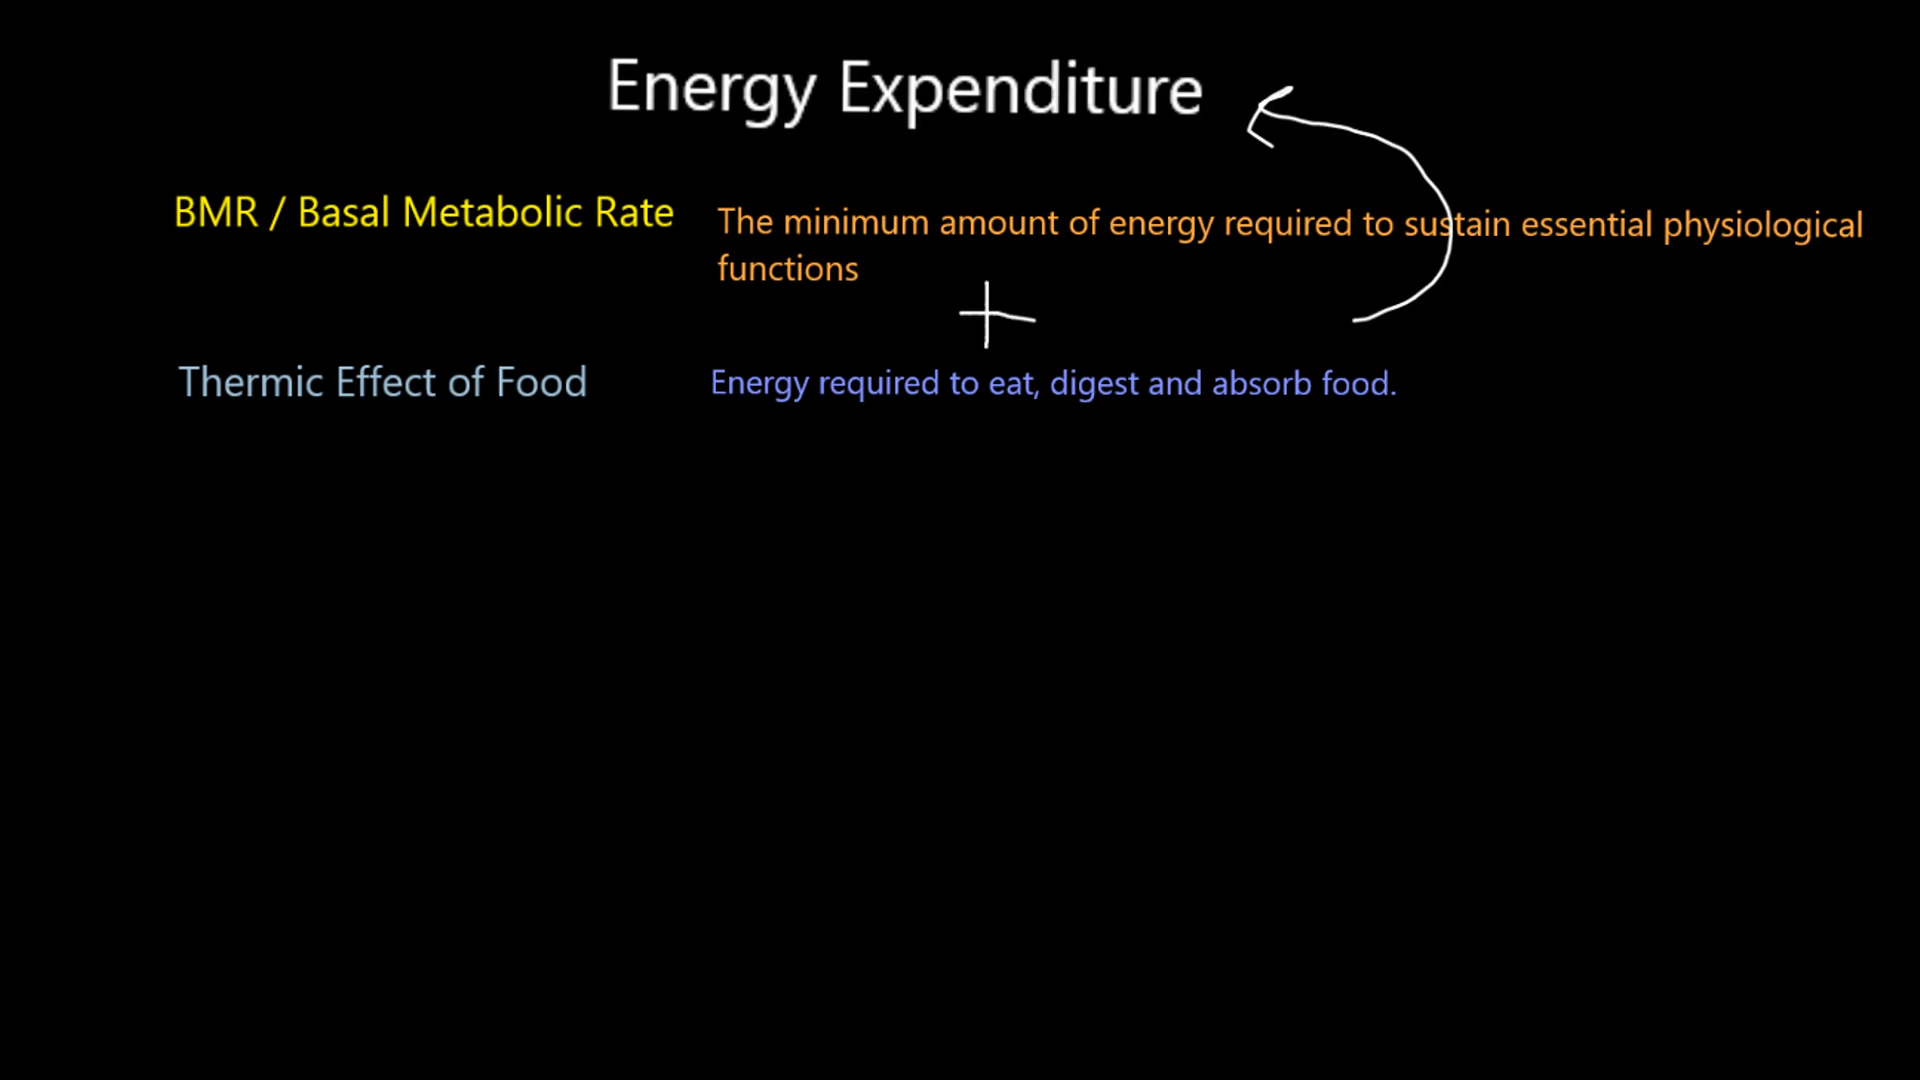 Energy Expenditure
BMR / Basal Metabolic Rate
The minimum amount of energy required to sustain essential physiological
functions
+
Thermic Effect of Food
Energy required to eat, digest and absorb food.